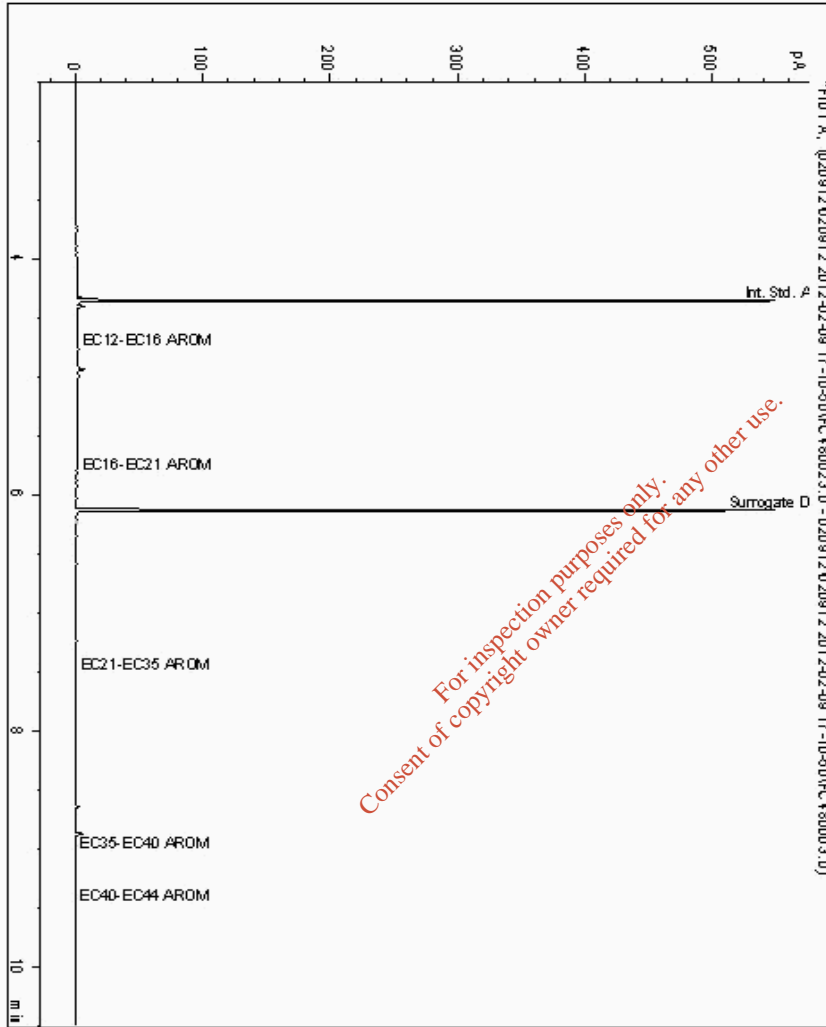 pA
0
100
200
300
400
500
Int. Std. A
EC12-EC16 AROM
EC16-EC21 AROM
Surrogate D
EC21-EC35 AROM
EC35-EC40 AROM
EC40-EC44 AROM
4
6
8
10
min
For inspection purposes only.
Consent of copyright owner required for any other use.